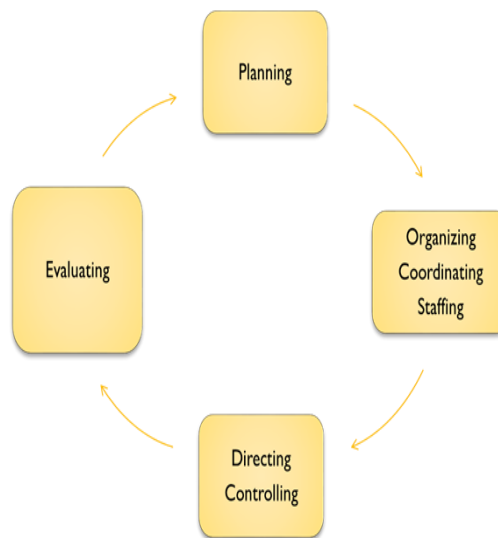 Planning
Organizing
Coordinating
Staffing
Directing
Controlling
Evaluating